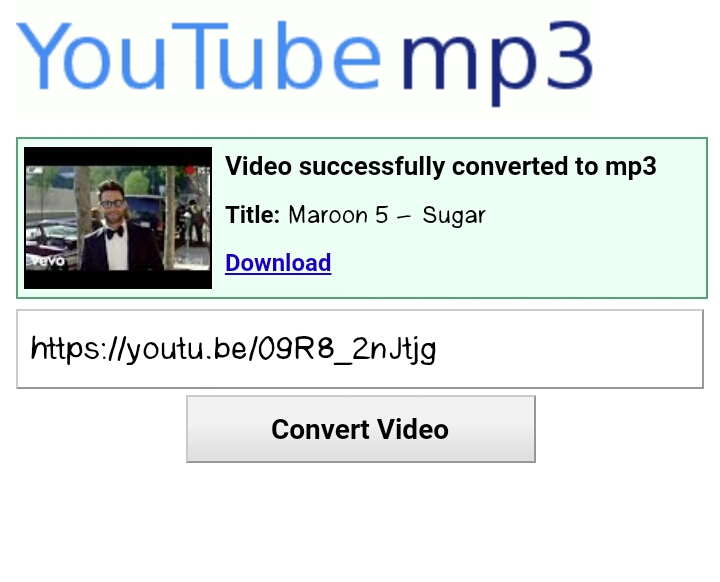 YouTube mp3
REC
vevo
Video successfully converted to mp3
Title: Maroon 5 – Sugar
Download
https://youtu.be/09R8_2nJtjg
Convert Video